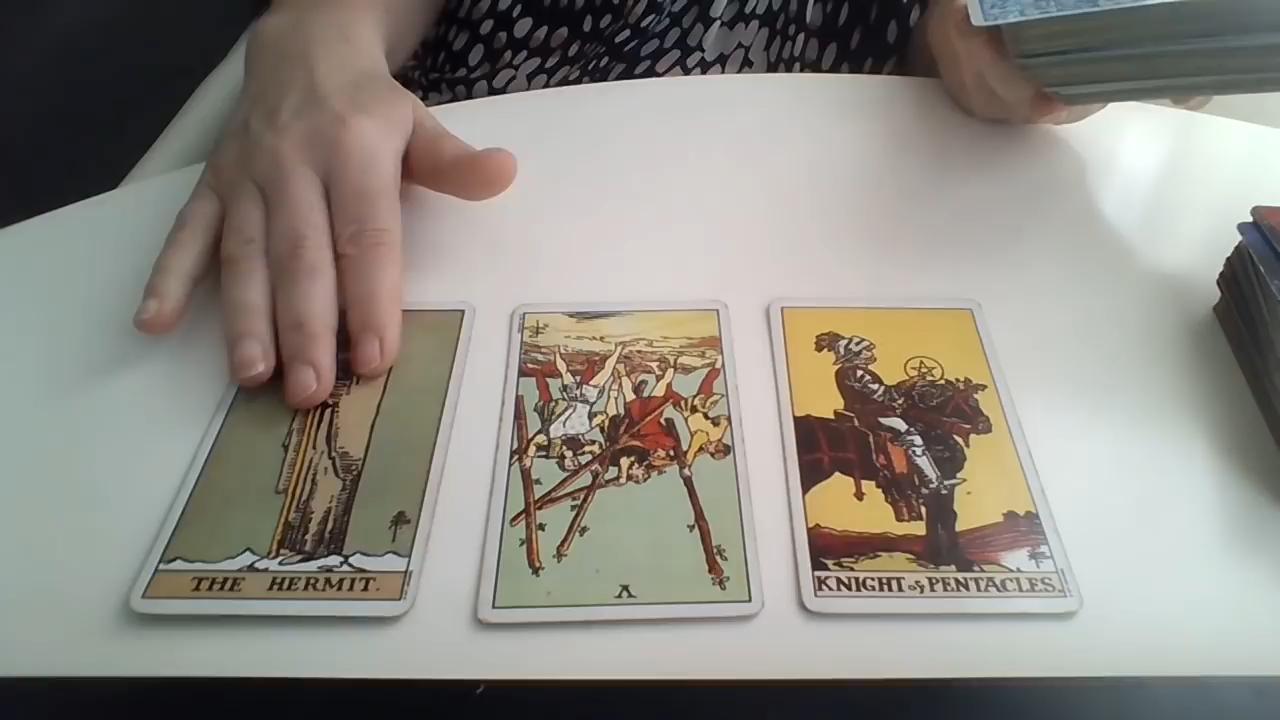 THE HERMIT.
V
KNIGHT of PENTACLES.